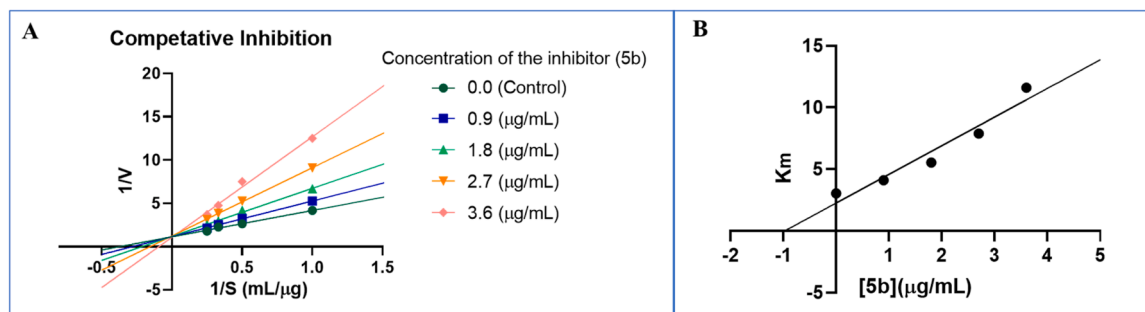 A
Competative Inhibition
Concentration of the inhibitor (5b)
0.0 (Control)
0.9 (μg/mL)
1.8 (μg/mL)
2.7 (μg/mL)
3.6 (μg/mL)
1/V
20
15
10
5
-5
-0.5
0.5
1.0
1.5
1/S (mL/μg)
B
Km
15
10
5
-5
-2
-1
0
1
2
3
4
5
[5b](μg/mL)